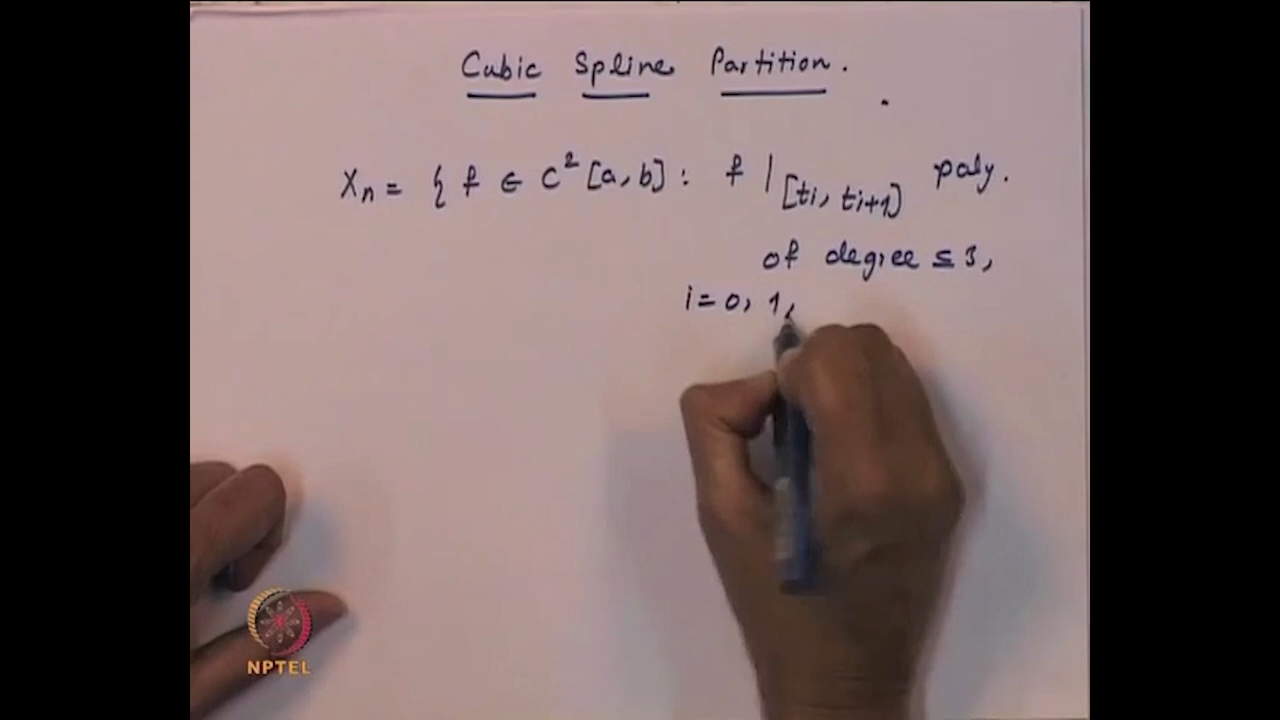 Cubic Spline Partition.
Xn = { f ∈ C² [a, b] : f |[ti, ti+1] poly.
of degree ≤ 3,
i = 0, 1,
NPTEL